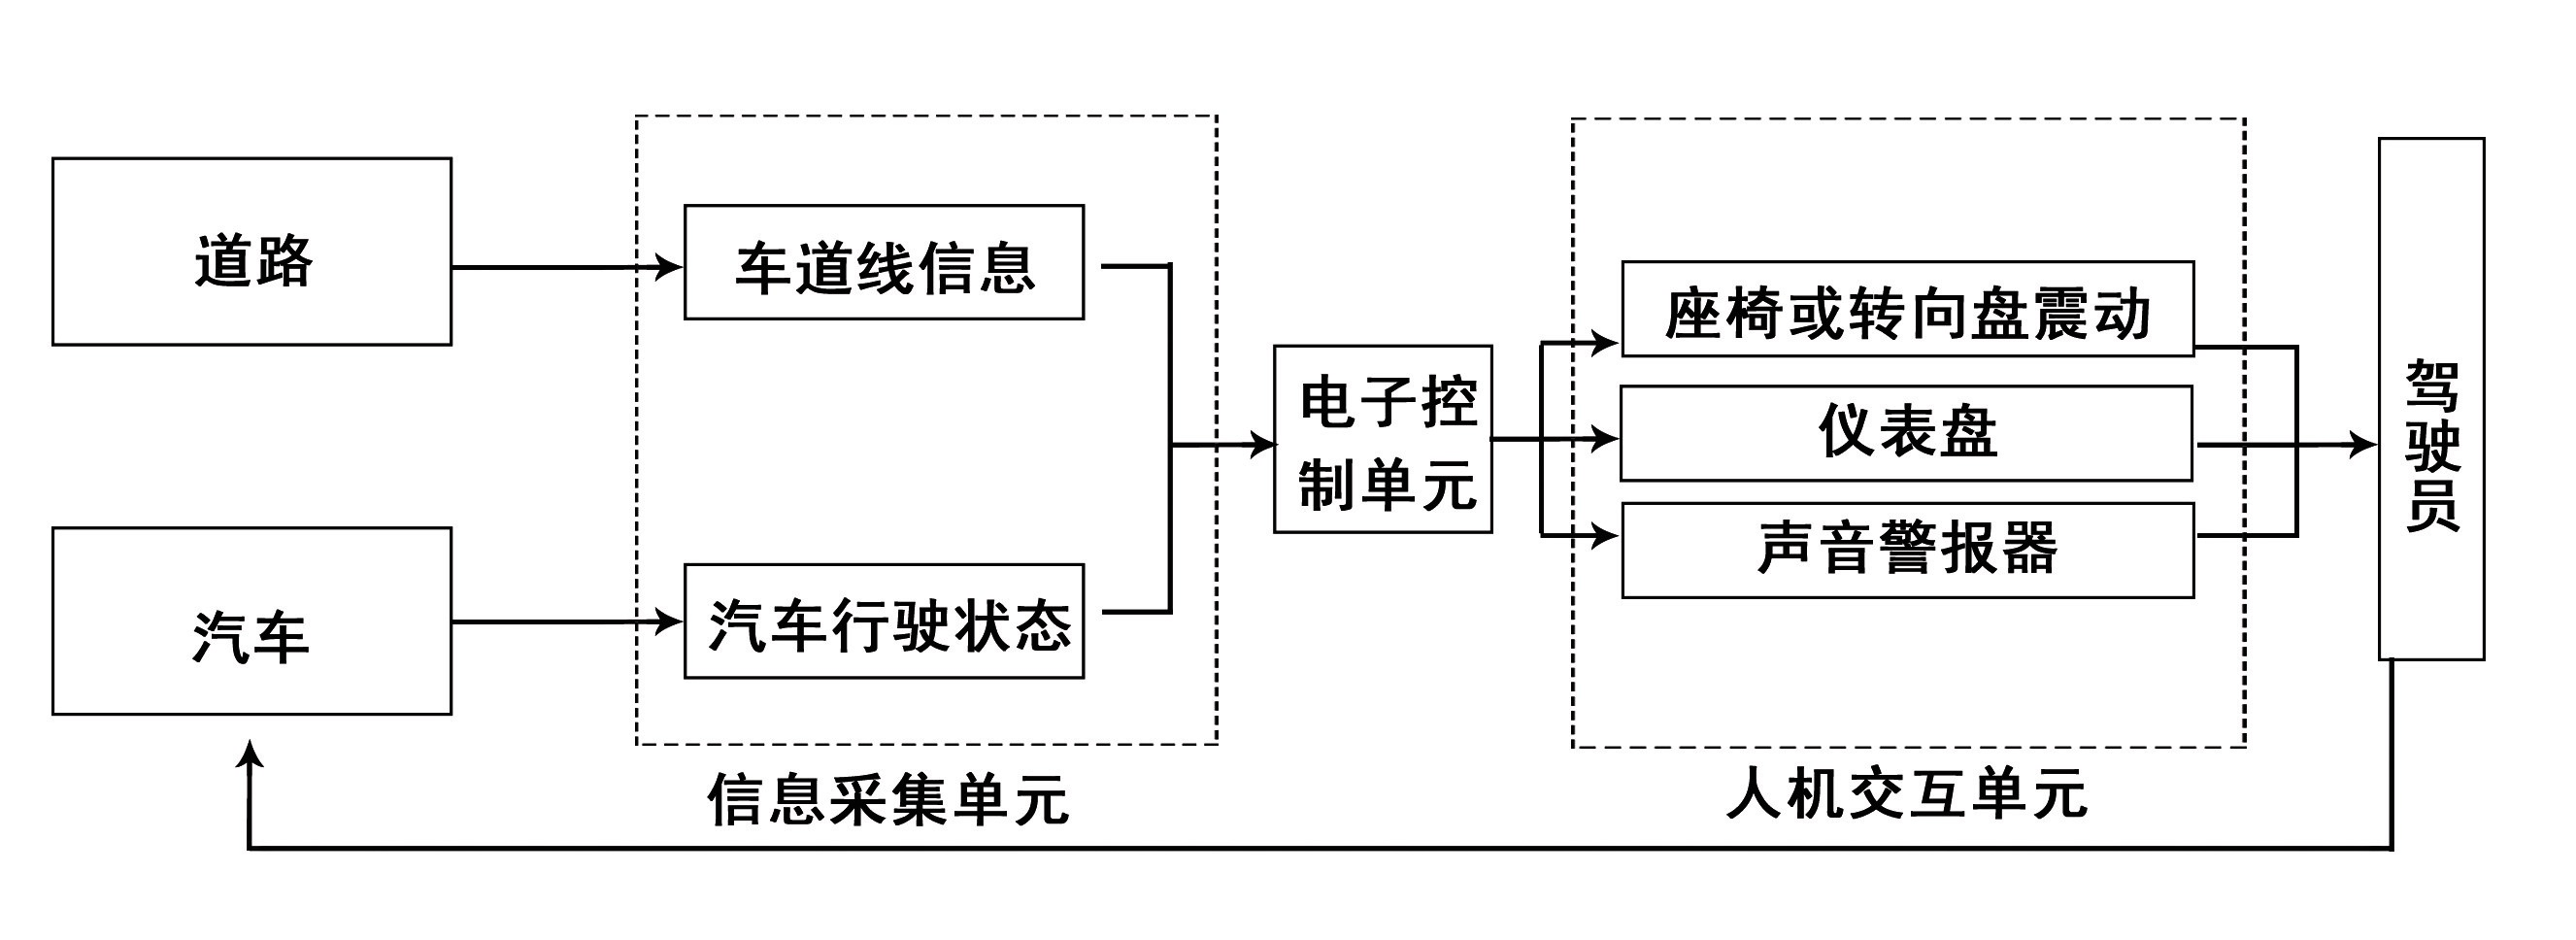 道路
车道线信息
座椅或转向盘震动
电子控
制单元
仪表盘
声音警报器
驾驶员
汽车
汽车行驶状态
信息采集单元
人机交互单元